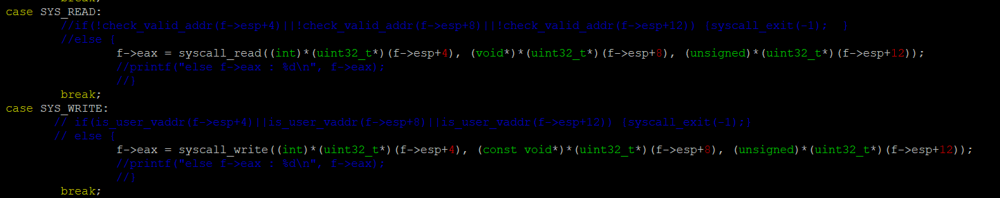 break;
case SYS_READ:
//if(!check_valid_addr(f->esp+4)||!check_valid_addr(f->esp+8)||!check_valid_addr(f->esp+12)) {syscall_exit(-1);  }
//else {
f->eax = syscall_read((int)*(uint32_t*)(f->esp+4), (void*)*(uint32_t*)(f->esp+8), (unsigned)*(uint32_t*)(f->esp+12));
//printf("else f->eax : %d\n", f->eax);
//}
break;
case SYS_WRITE:
// if(is_user_vaddr(f->esp+4)||is_user_vaddr(f->esp+8)||is_user_vaddr(f->esp+12)) {syscall_exit(-1);}
// else {
f->eax = syscall_write((int)*(uint32_t*)(f->esp+4), (const void*)*(uint32_t*)(f->esp+8), (unsigned)*(uint32_t*)(f->esp+12));
//printf("else f->eax : %d\n", f->eax);
//}
break;